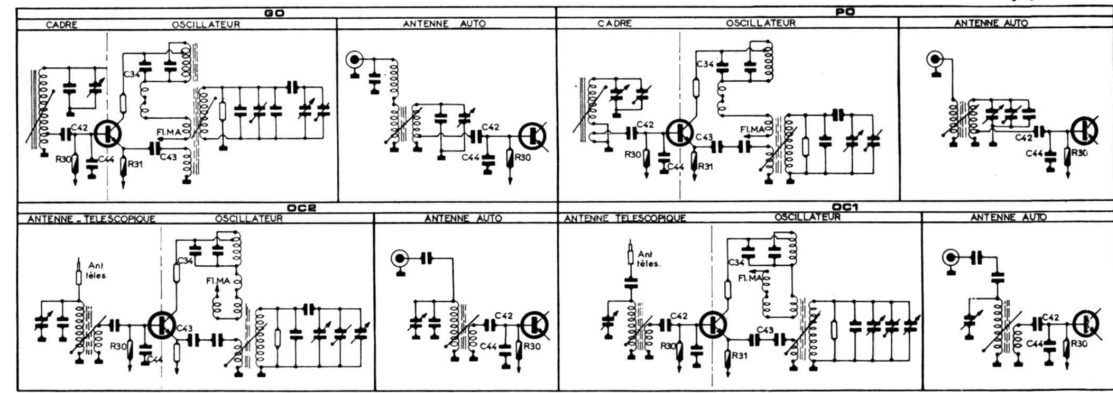 GO
PO
CADRE OSCILLATEUR ANTENNE AUTO
CADRE OSCILLATEUR ANTENNE AUTO
C34
C42
FI.MA
R30
C44
R31
C43
C42
C44
R30
C34
C42
C43
FI.MA
R30
C44
R31
C42
C44
R30
OC2
OC1
ANTENNE-TELESCOPIQUE OSCILLATEUR ANTENNE AUTO
ANTENNE TELESCOPIQUE OSCILLATEUR ANTENNE AUTO
Ant
téles.
C34
FI.MA
C43
R30
C44
C42
R30
C44
Ant
téles.
C34
FI.MA
C42
C43
R30
C44
R31
C42
C44
R30